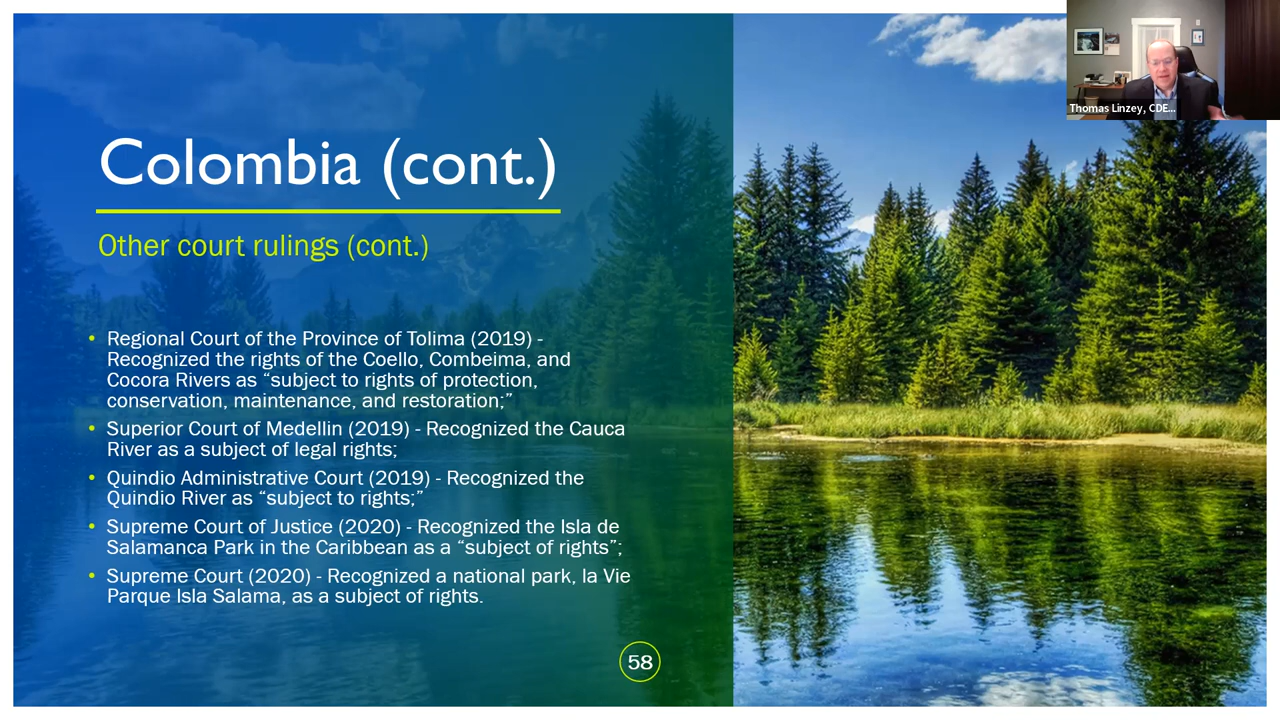 Thomas Linzey, CDE...
Colombia (cont.)
Other court rulings (cont.)
• Regional Court of the Province of Tolima (2019) -
Recognized the rights of the Coello, Combeima, and
Cocora Rivers as “subject to rights of protection,
conservation, maintenance, and restoration;”
• Superior Court of Medellin (2019) - Recognized the Cauca
River as a subject of legal rights;
• Quindio Administrative Court (2019) - Recognized the
Quindio River as “subject to rights;”
• Supreme Court of Justice (2020) - Recognized the Isla de
Salamanca Park in the Caribbean as a “subject of rights”;
• Supreme Court (2020) - Recognized a national park, la Vie
Parque Isla Salama, as a subject of rights.
58